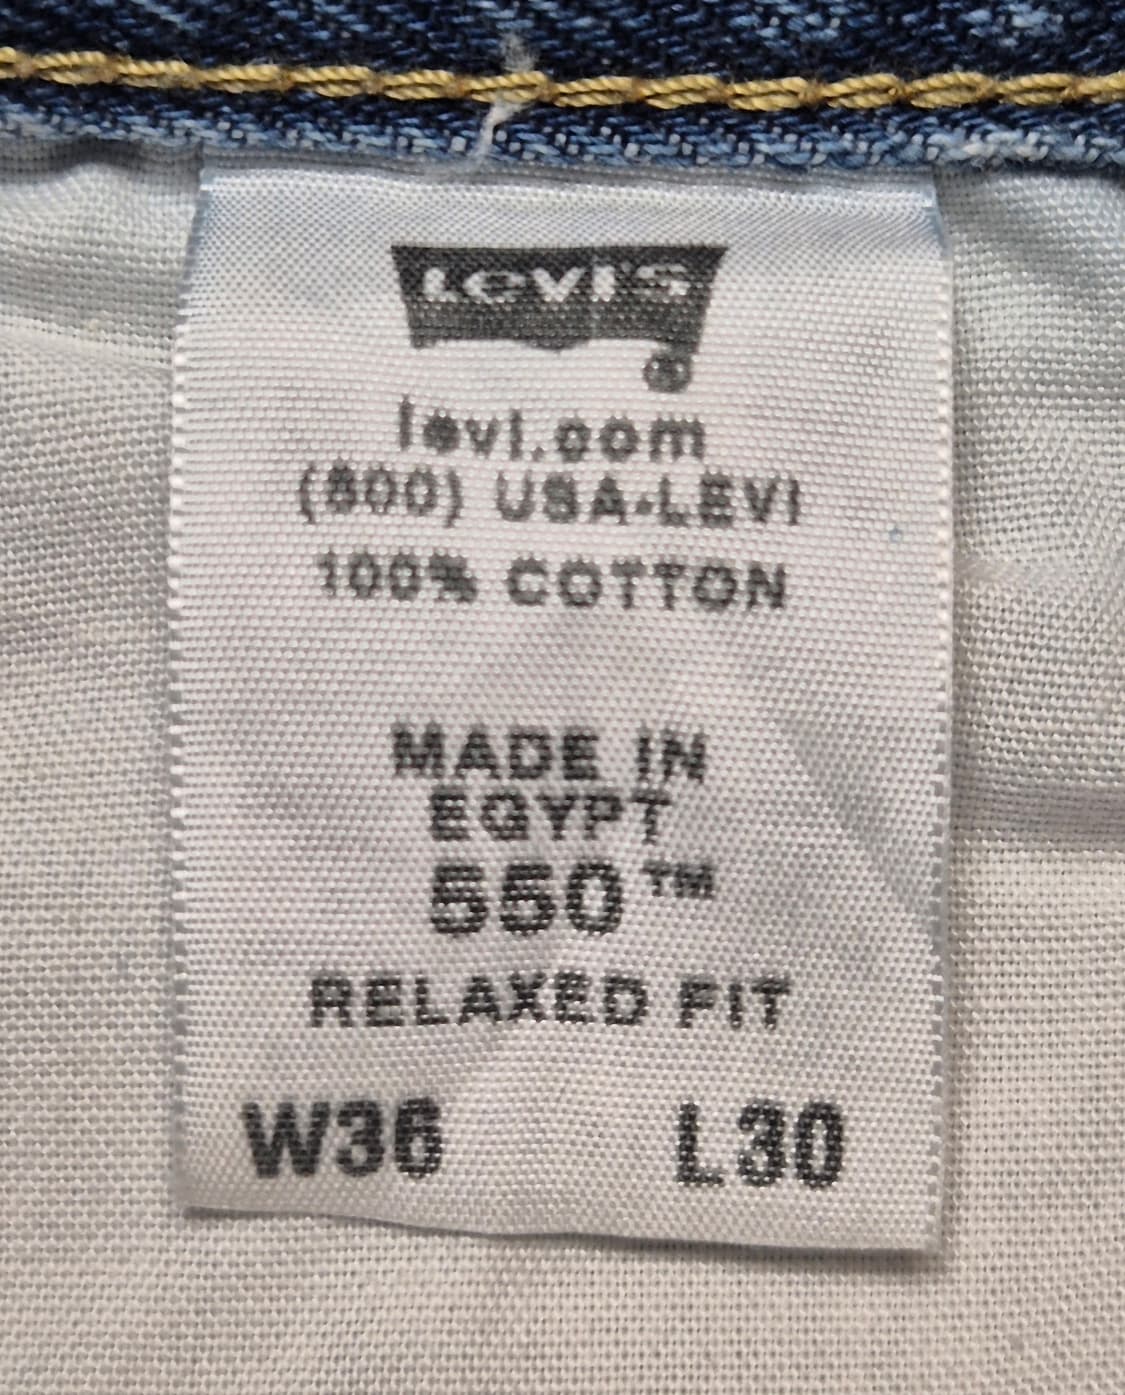 Levi's
®
levi.com
(800) USA-LEVI
100% COTTON
MADE IN
EGYPT
550™
RELAXED FIT
W36 L30